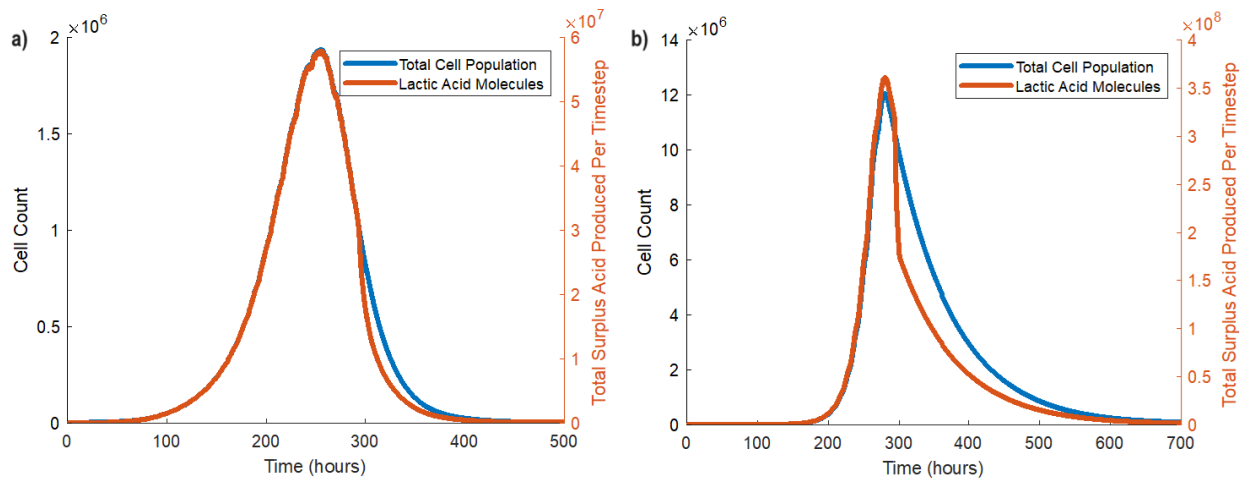 a)
×10^6
×10^7
2
1.5
1
0.5
0
Cell Count
Total Cell Population
Lactic Acid Molecules
6
5
4
3
2
1
0
Total Surplus Acid Produced Per Timestep
0 100 200 300 400 500
Time (hours)
b)
×10^6
×10^8
14
12
10
8
6
4
2
0
Cell Count
Total Cell Population
Lactic Acid Molecules
4
3.5
3
2.5
2
1.5
1
0.5
0
Total Surplus Acid Produced Per Timestep
0 100 200 300 400 500 600 700
Time (hours)